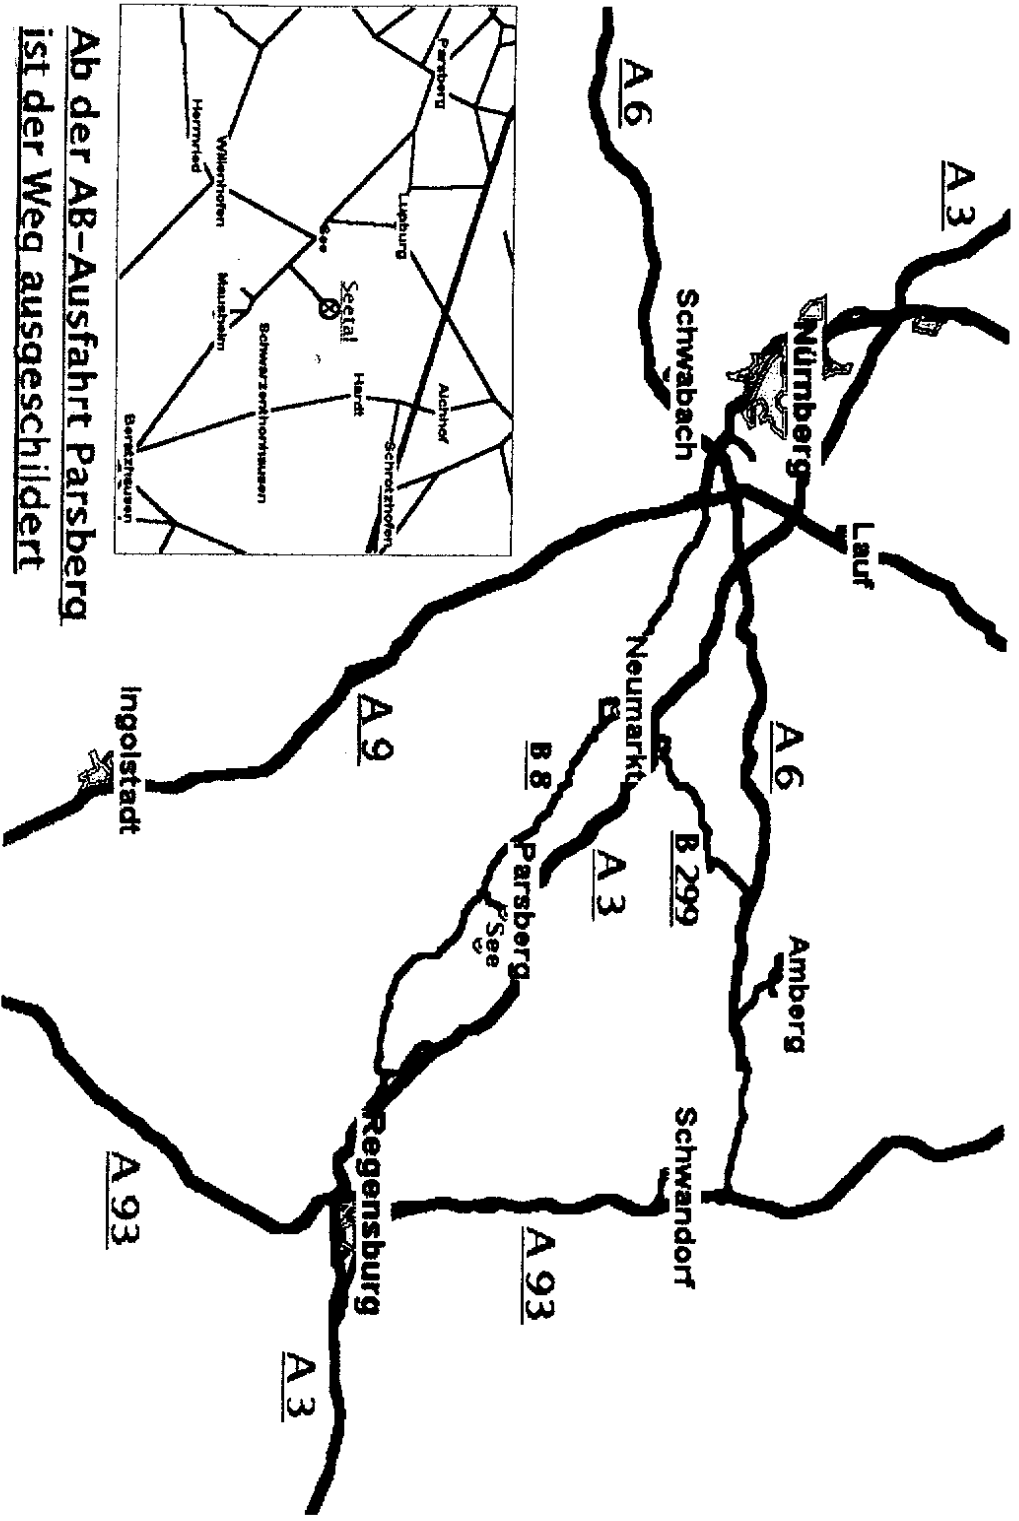 A 6
A 3
Nürnberg
Schwabach
Lauf
Neumarkt
A 6
A 9
B 8
A 3
B 299
Amberg
Parsberg
See
Ingolstadt
Schwandorf
A 93
Regensburg
A 93
A 3
Parsberg
Lupburg
See
Seetal
Willenhofen
Herrnried
Mausheim
Schwarzenthonhausen
Hardt
Aichhof
Schrotzhofen
Beratzhausen
Ab der AB-Ausfahrt Parsberg
ist der Weg ausgeschildert